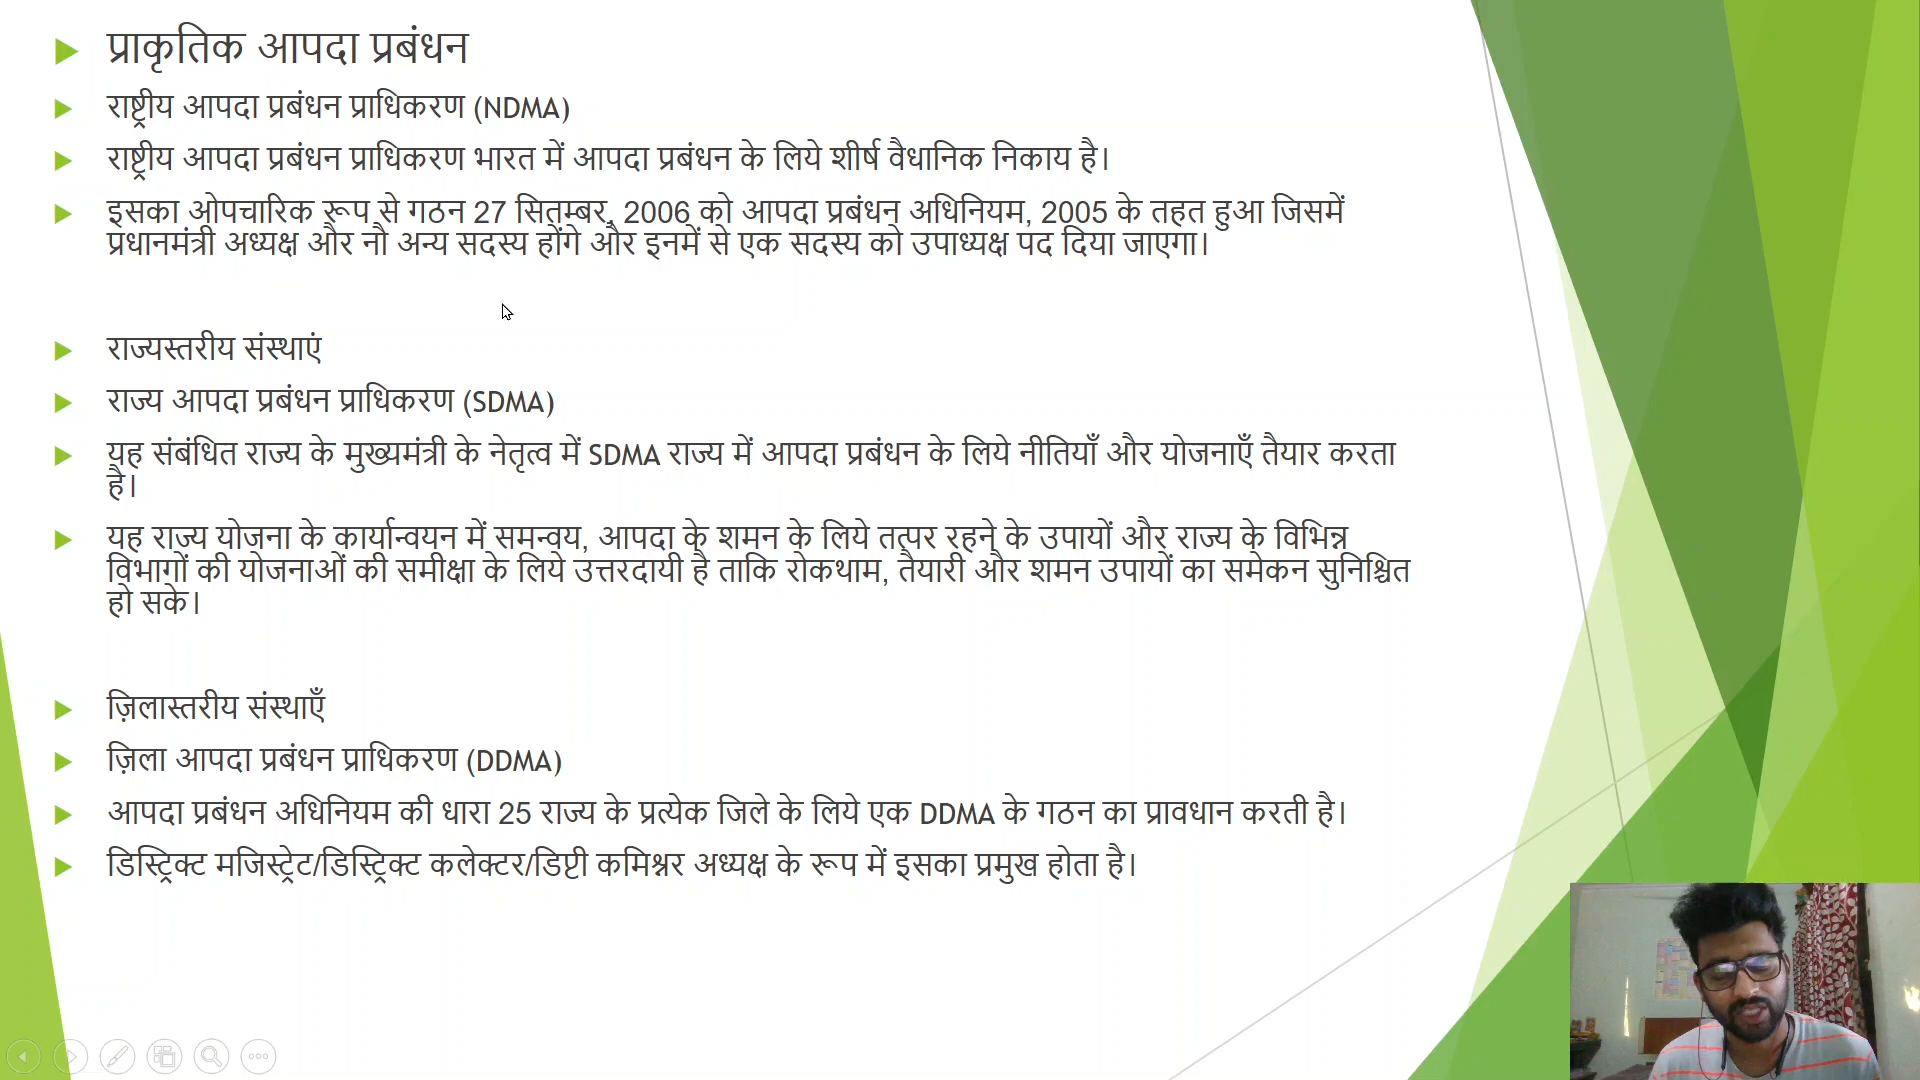 प्राकृतिक आपदा प्रबंधन
राष्ट्रीय आपदा प्रबंधन प्राधिकरण (NDMA)
राष्ट्रीय आपदा प्रबंधन प्राधिकरण भारत में आपदा प्रबंधन के लिये शीर्ष वैधानिक निकाय है।
इसका ओपचारिक रूप से गठन 27 सितम्बर, 2006 को आपदा प्रबंधन अधिनियम, 2005 के तहत हुआ जिसमें
प्रधानमंत्री अध्यक्ष और नौ अन्य सदस्य होंगे और इनमें से एक सदस्य को उपाध्यक्ष पद दिया जाएगा।
राज्यस्तरीय संस्थाएं
राज्य आपदा प्रबंधन प्राधिकरण (SDMA)
यह संबंधित राज्य के मुख्यमंत्री के नेतृत्व में SDMA राज्य में आपदा प्रबंधन के लिये नीतियाँ और योजनाएँ तैयार करता
है।
यह राज्य योजना के कार्यान्वयन में समन्वय, आपदा के शमन के लिये तत्पर रहने के उपायों और राज्य के विभिन्न
विभागों की योजनाओं की समीक्षा के लिये उत्तरदायी है ताकि रोकथाम, तैयारी और शमन उपायों का समेकन सुनिश्चित
हो सके।
ज़िलास्तरीय संस्थाएँ
ज़िला आपदा प्रबंधन प्राधिकरण (DDMA)
आपदा प्रबंधन अधिनियम की धारा 25 राज्य के प्रत्येक जिले के लिये एक DDMA के गठन का प्रावधान करती है।
डिस्ट्रिक्ट मजिस्ट्रेट/डिस्ट्रिक्ट कलेक्टर/डिप्टी कमिश्नर अध्यक्ष के रूप में इसका प्रमुख होता है।